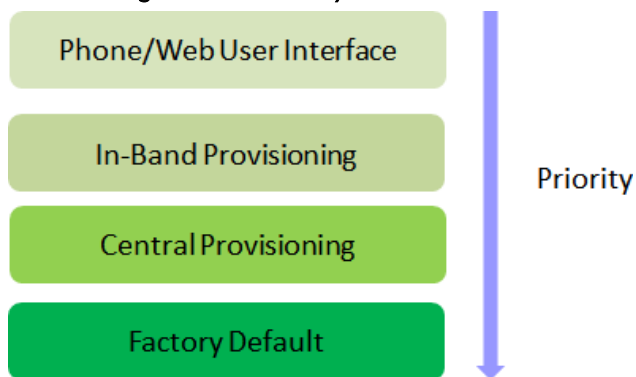 Phone/Web User Interface
In-Band Provisioning
Priority
Central Provisioning
Factory Default